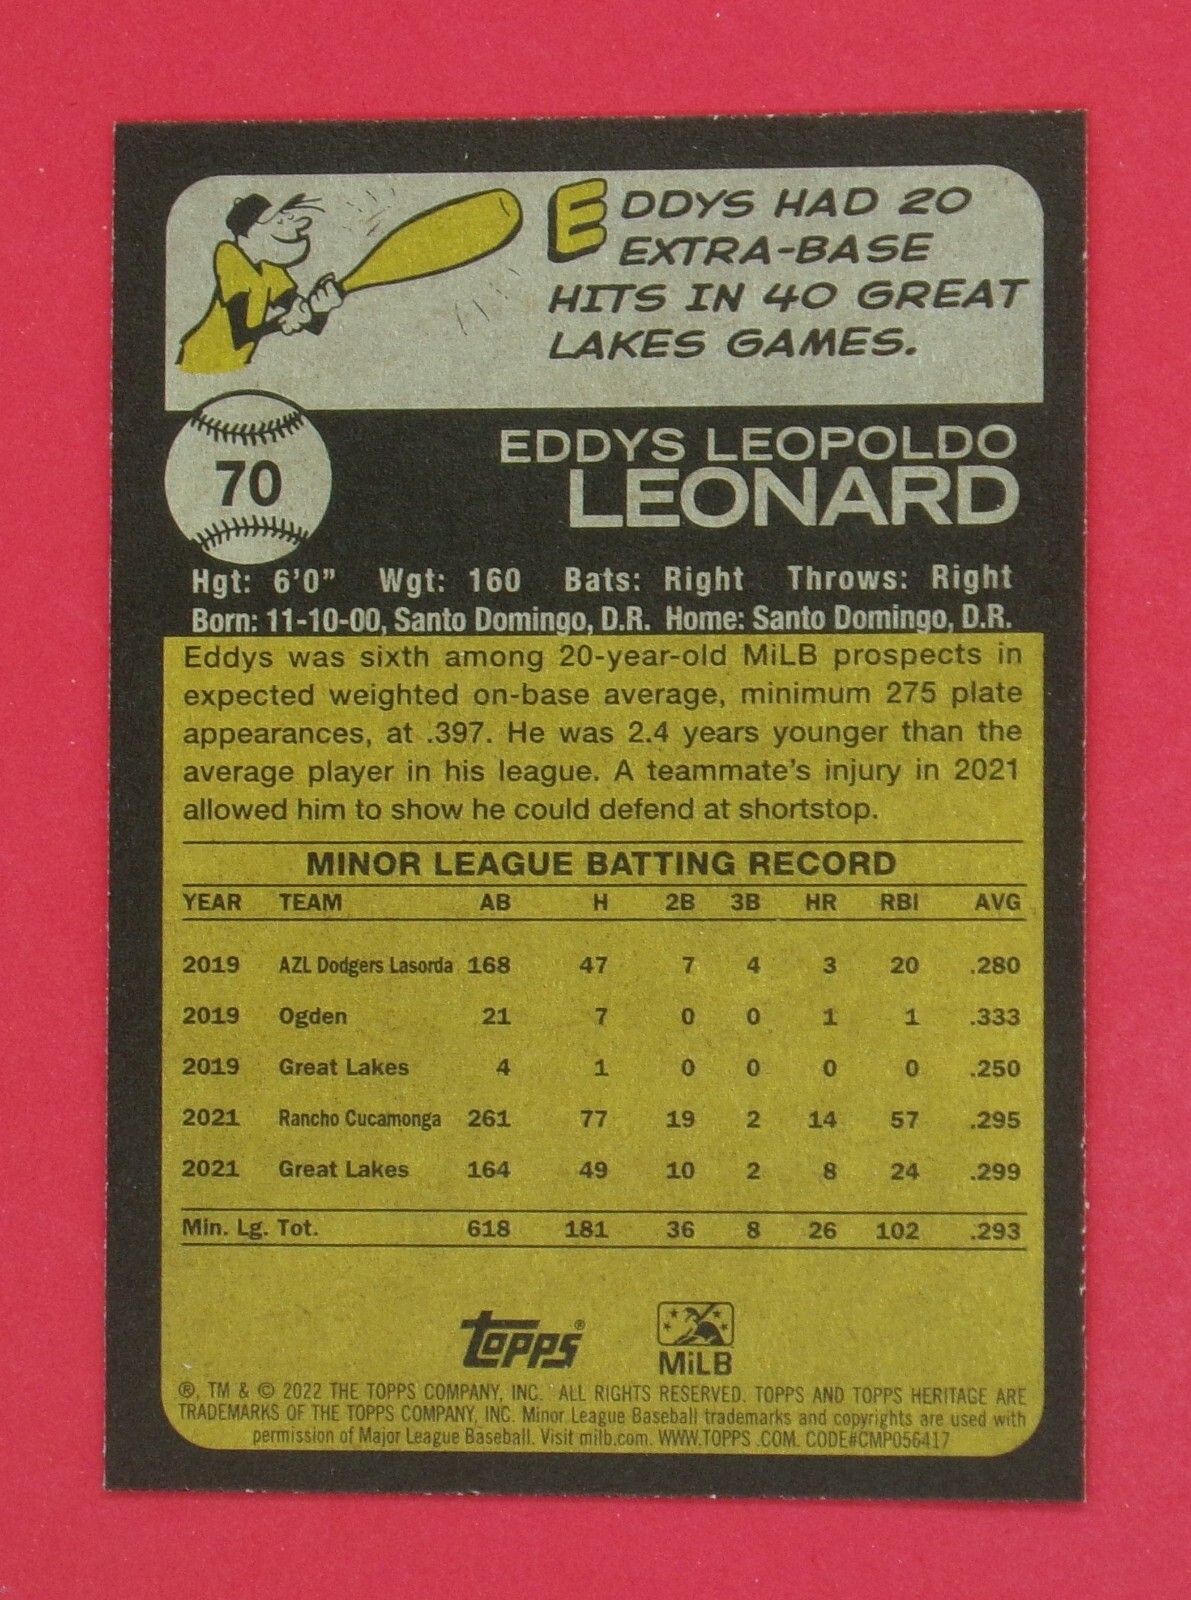 EDDYS HAD 20
EXTRA-BASE
HITS IN 40 GREAT
LAKES GAMES.
70
EDDYS LEOPOLDO
LEONARD
Hgt: 6'0" Wgt: 160 Bats: Right Throws: Right
Born: 11-10-00, Santo Domingo, D.R. Home: Santo Domingo, D.R.
Eddys was sixth among 20-year-old MiLB prospects in
expected weighted on-base average, minimum 275 plate
appearances, at .397. He was 2.4 years younger than the
average player in his league. A teammate's injury in 2021
allowed him to show he could defend at shortstop.
MINOR LEAGUE BATTING RECORD
YEAR TEAM AB H 2B 3B HR RBI AVG
2019 AZL Dodgers Lasorda 168 47 7 4 3 20 .280
2019 Ogden 21 7 0 0 1 1 .333
2019 Great Lakes 4 1 0 0 0 0 .250
2021 Rancho Cucamonga 261 77 19 2 14 57 .295
2021 Great Lakes 164 49 10 2 8 24 .299
Min. Lg. Tot. 618 181 36 8 26 102 .293
Topps®
MiLB
®, TM & © 2022 THE TOPPS COMPANY, INC. ALL RIGHTS RESERVED. TOPPS AND TOPPS HERITAGE ARE
TRADEMARKS OF THE TOPPS COMPANY, INC. Minor League Baseball trademarks and copyrights are used with
permission of Major League Baseball. Visit milb.com. WWW.TOPPS .COM. CODE#CMP056417